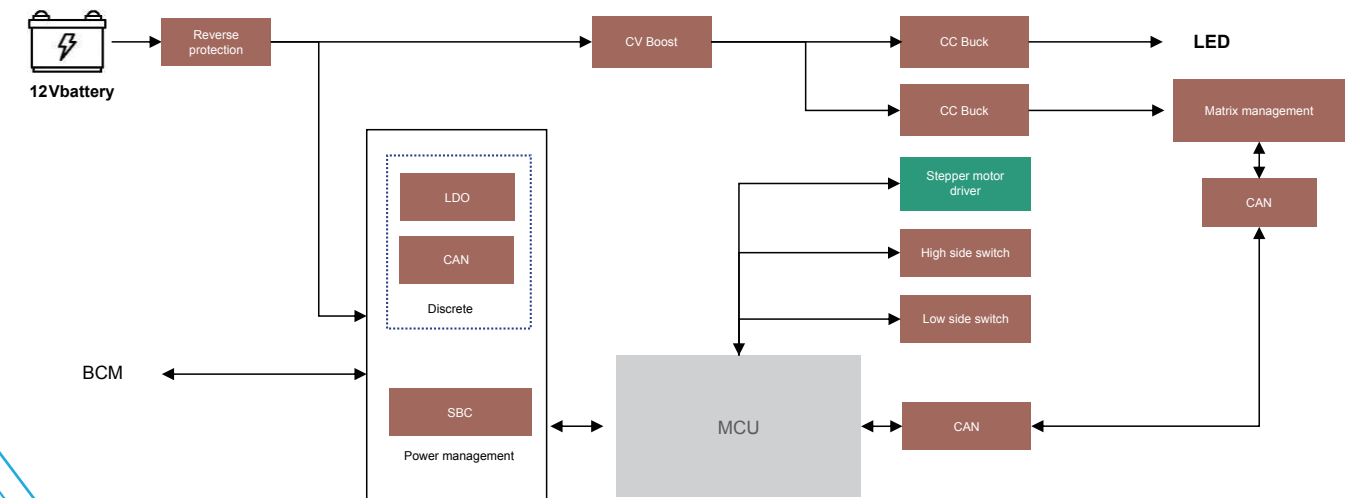 Reverse
protection
CV Boost
CC Buck
LED
12Vbattery
CC Buck
Matrix management
Stepper motor
driver
LDO
CAN
CAN
High side switch
Discrete
Low side switch
BCM
SBC
MCU
CAN
Power management